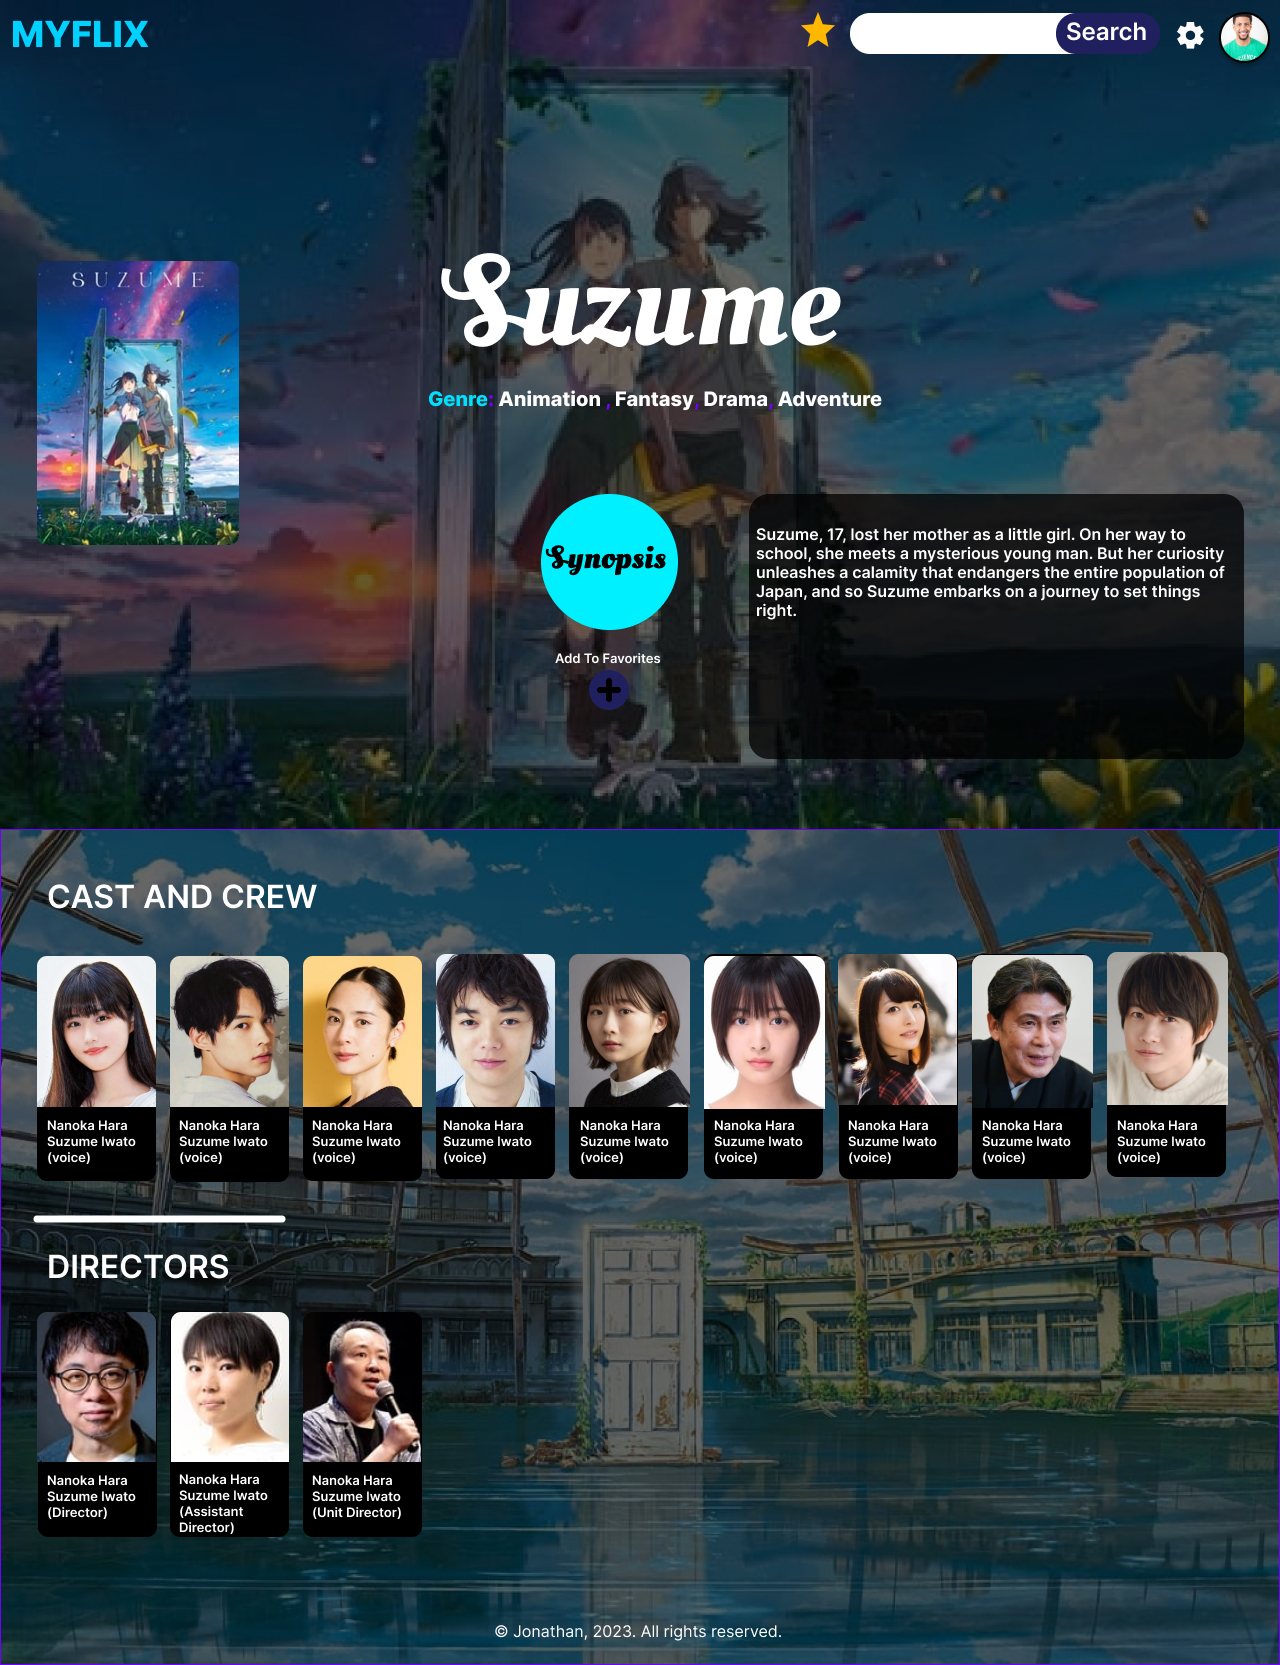 MYFLIX
Search
SUZUME
Suzume
Genre: Animation , Fantasy, Drama, Adventure
Synopsis
Suzume, 17, lost her mother as a little girl. On her way to
school, she meets a mysterious young man. But her curiosity
unleashes a calamity that endangers the entire population of
Japan, and so Suzume embarks on a journey to set things
right.
Add To Favorites
CAST AND CREW
Nanoka Hara
Suzume Iwato
(voice)
Nanoka Hara
Suzume Iwato
(voice)
Nanoka Hara
Suzume Iwato
(voice)
Nanoka Hara
Suzume Iwato
(voice)
Nanoka Hara
Suzume Iwato
(voice)
Nanoka Hara
Suzume Iwato
(voice)
Nanoka Hara
Suzume Iwato
(voice)
Nanoka Hara
Suzume Iwato
(voice)
Nanoka Hara
Suzume Iwato
(voice)
DIRECTORS
Nanoka Hara
Suzume Iwato
(Director)
Nanoka Hara
Suzume Iwato
(Assistant
Director)
Nanoka Hara
Suzume Iwato
(Unit Director)
© Jonathan, 2023. All rights reserved.